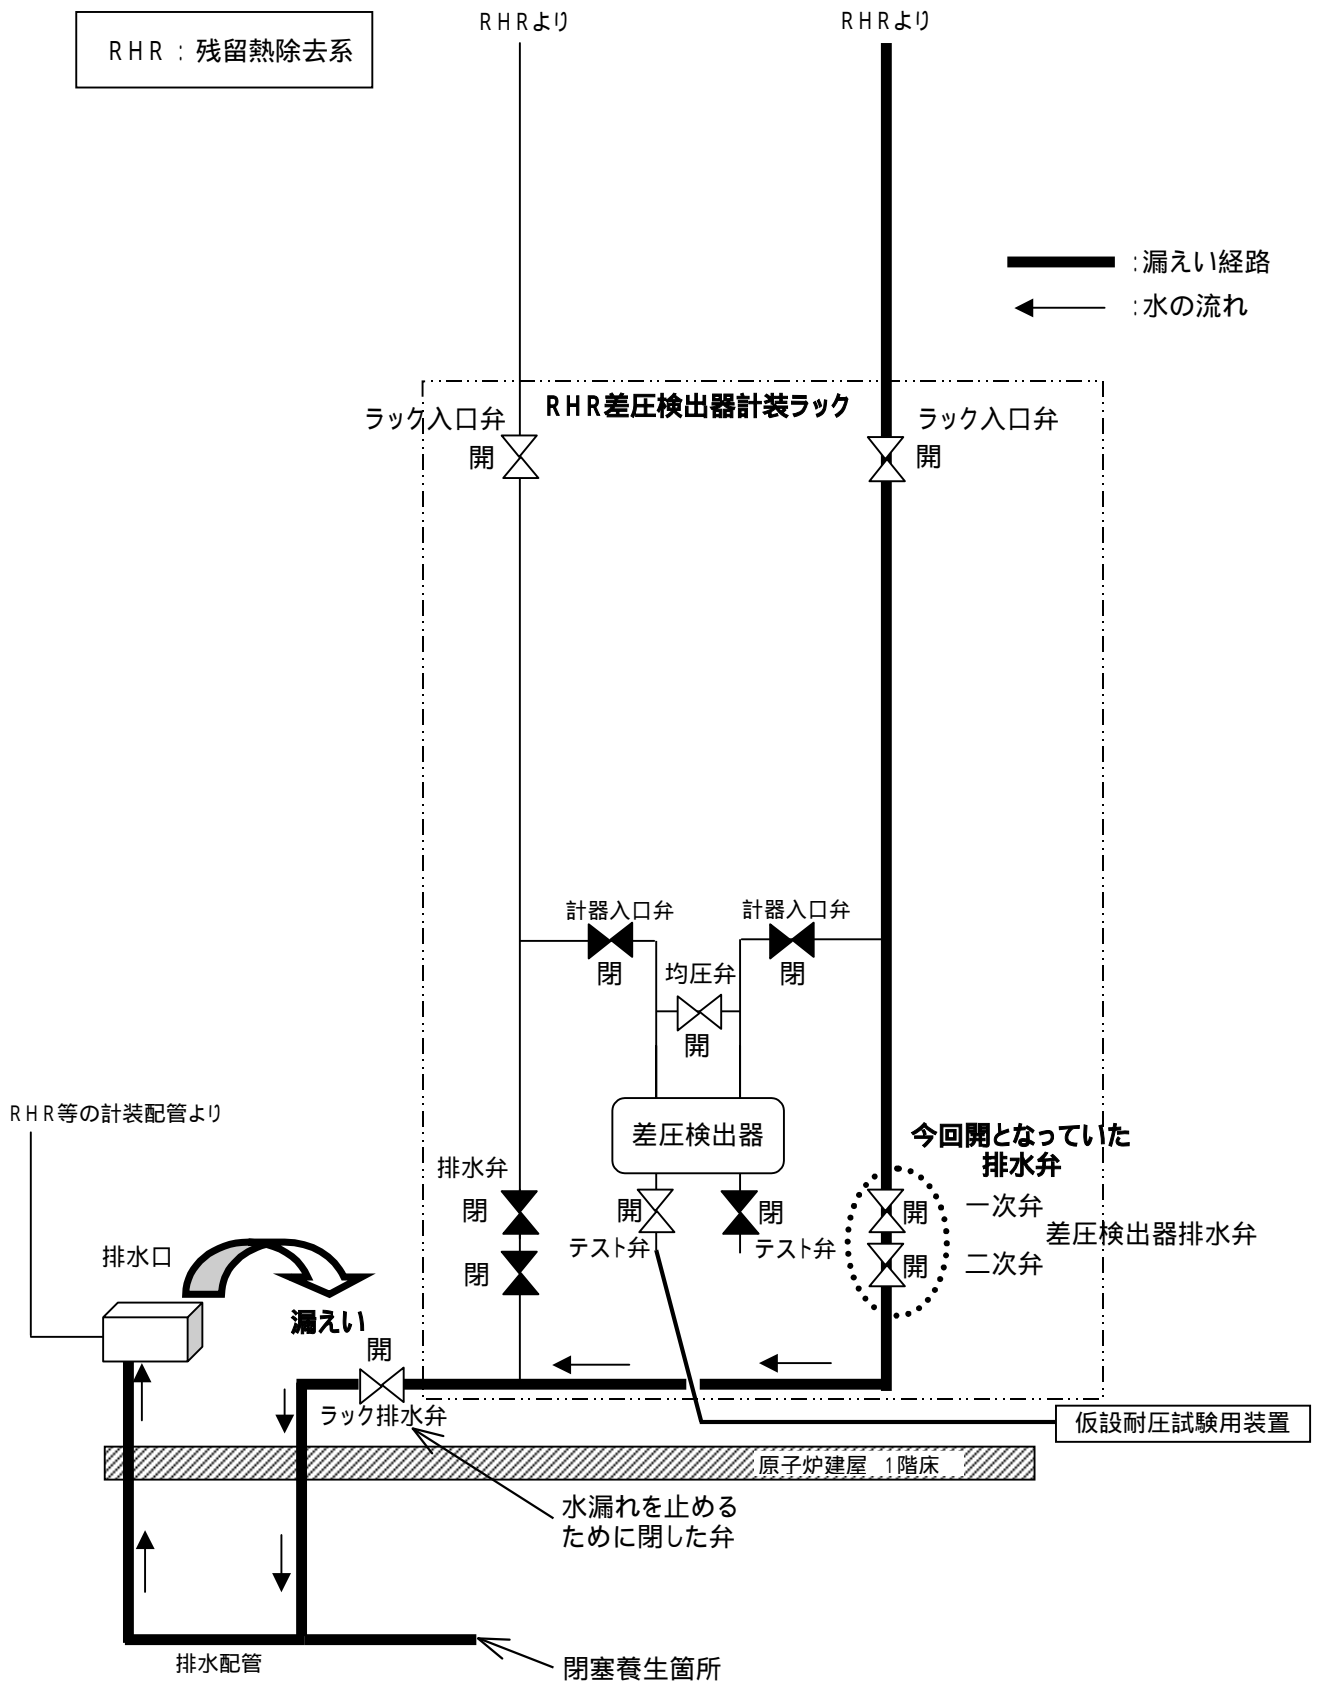 RHR：残留熱除去系
RHRより
RHRより
：漏えい経路
：水の流れ
RHR差圧検出器計装ラック
ラック入口弁
開
ラック入口弁
開
計器入口弁
閉
計器入口弁
閉
均圧弁
開
RHR等の計装配管より
差圧検出器
今回開となっていた
排水弁
排水弁
閉
閉
開
テスト弁
閉
テスト弁
開
開
一次弁
二次弁
差圧検出器排水弁
排水口
漏えい
開
ラック排水弁
仮設耐圧試験用装置
原子炉建屋 1階床
水漏れを止める
ために閉した弁
排水配管
閉塞養生箇所